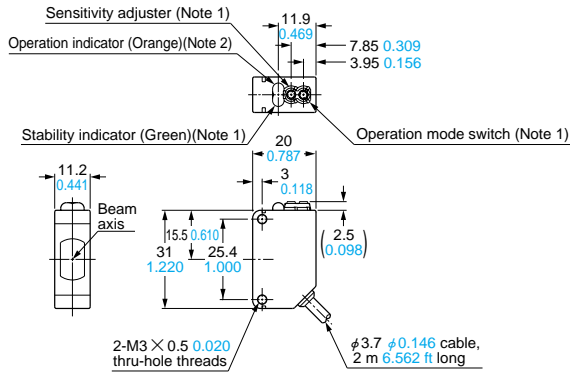 Sensitivity adjuster (Note 1)
11.9
0.469
Operation indicator (Orange)(Note 2)
7.85 0.309
3.95 0.156
Stability indicator (Green)(Note 1)
Operation mode switch (Note 1)
20
0.787
11.2
0.441
3
0.118
Beam
axis
15.5 0.610
31
1.220
25.4
1.000
(2.5
0.098)
2-M3 × 0.5 0.020
thru-hole threads
ϕ3.7 ϕ0.146 cable,
2 m 6.562 ft long